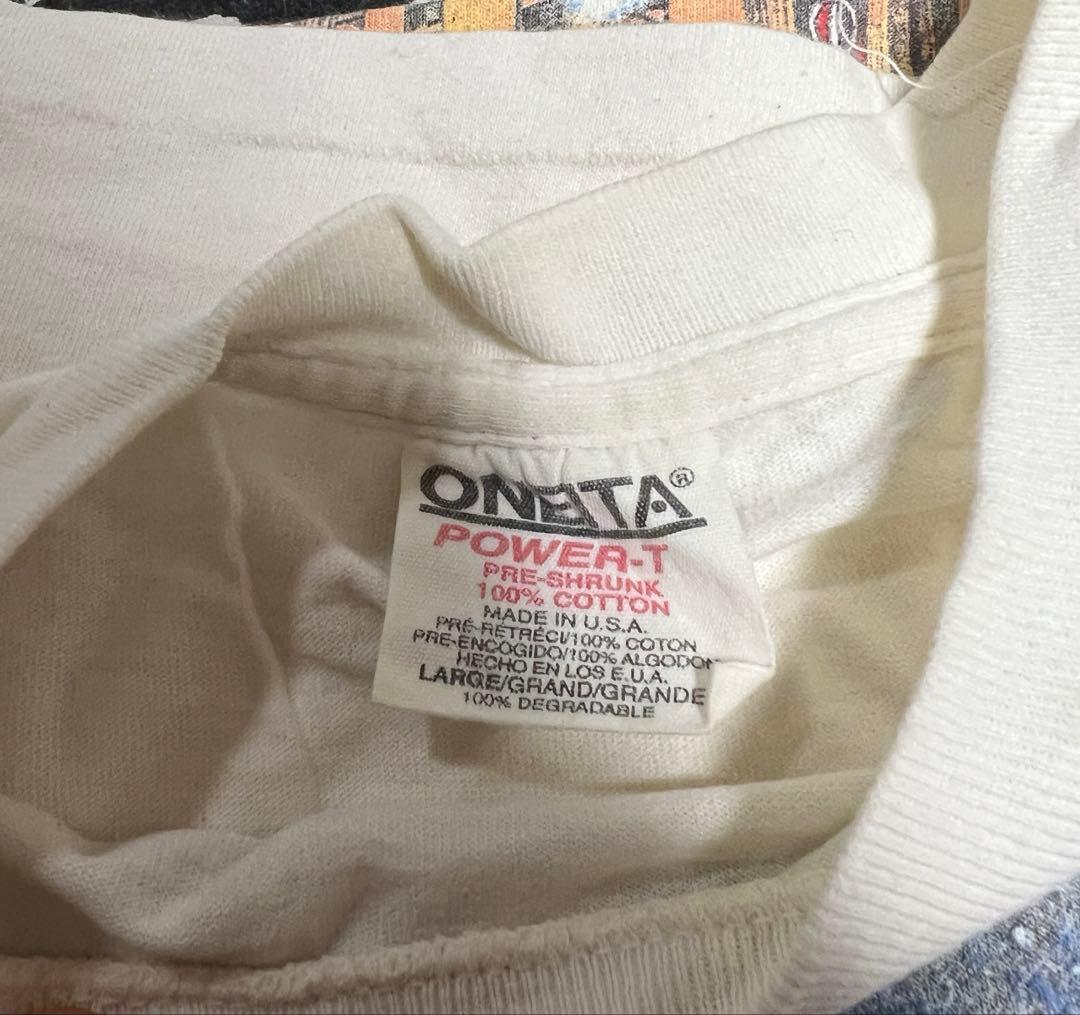 ONEITA®
POWER-T
PRE-SHRUNK
100% COTTON
MADE IN U.S.A.
PRÉ-RÉTRÉCI/100% COTON
PRE-ENCOGIDO/100% ALGODON
HECHO EN LOS E.U.A.
LARGE/GRAND/GRANDE
100% DEGRADABLE